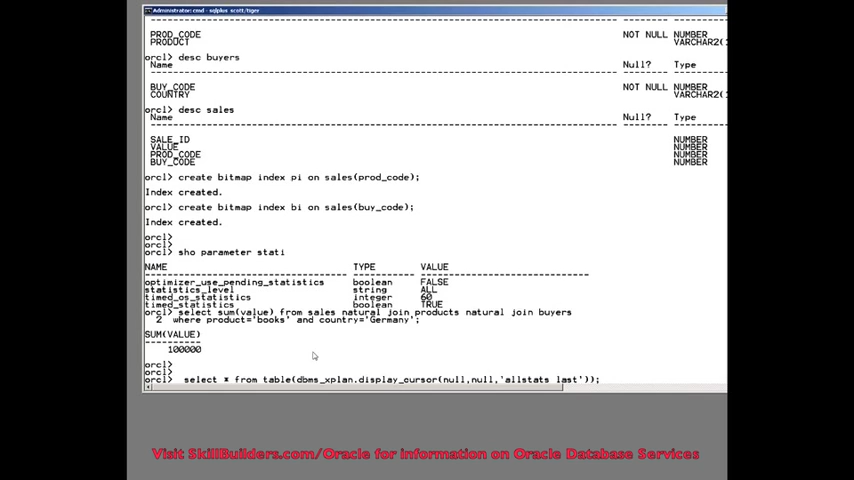 Administrator: cmd - sqlplus scott/tiger
PROD_CODE NOT NULL NUMBER
PRODUCT VARCHAR2(1
orcl> desc buyers
Name Null? Type
BUY_CODE NOT NULL NUMBER
COUNTRY VARCHAR2(
orcl> desc sales
Name Null? Type
SALE_ID NUMBER
VALUE NUMBER
PROD_CODE NUMBER
BUY_CODE NUMBER
orcl> create bitmap index pi on sales(prod_code);
Index created.
orcl> create bitmap index bi on sales(buy_code);
Index created.
orcl>
orcl>
orcl> sho parameter stati
NAME TYPE VALUE
optimizer_use_pending_statistics boolean FALSE
statistics_level string ALL
timed_os_statistics integer 60
timed_statistics boolean TRUE
orcl> select sum(value) from sales natural join products natural join buyers
2 where product='books' and country='Germany';
SUM(VALUE)
100000
orcl>
orcl>
orcl> select * from table(dbms_xplan.display_cursor(null,null,'allstats last'));
Visit SkillBuilders.com/Oracle for information on Oracle Database Services